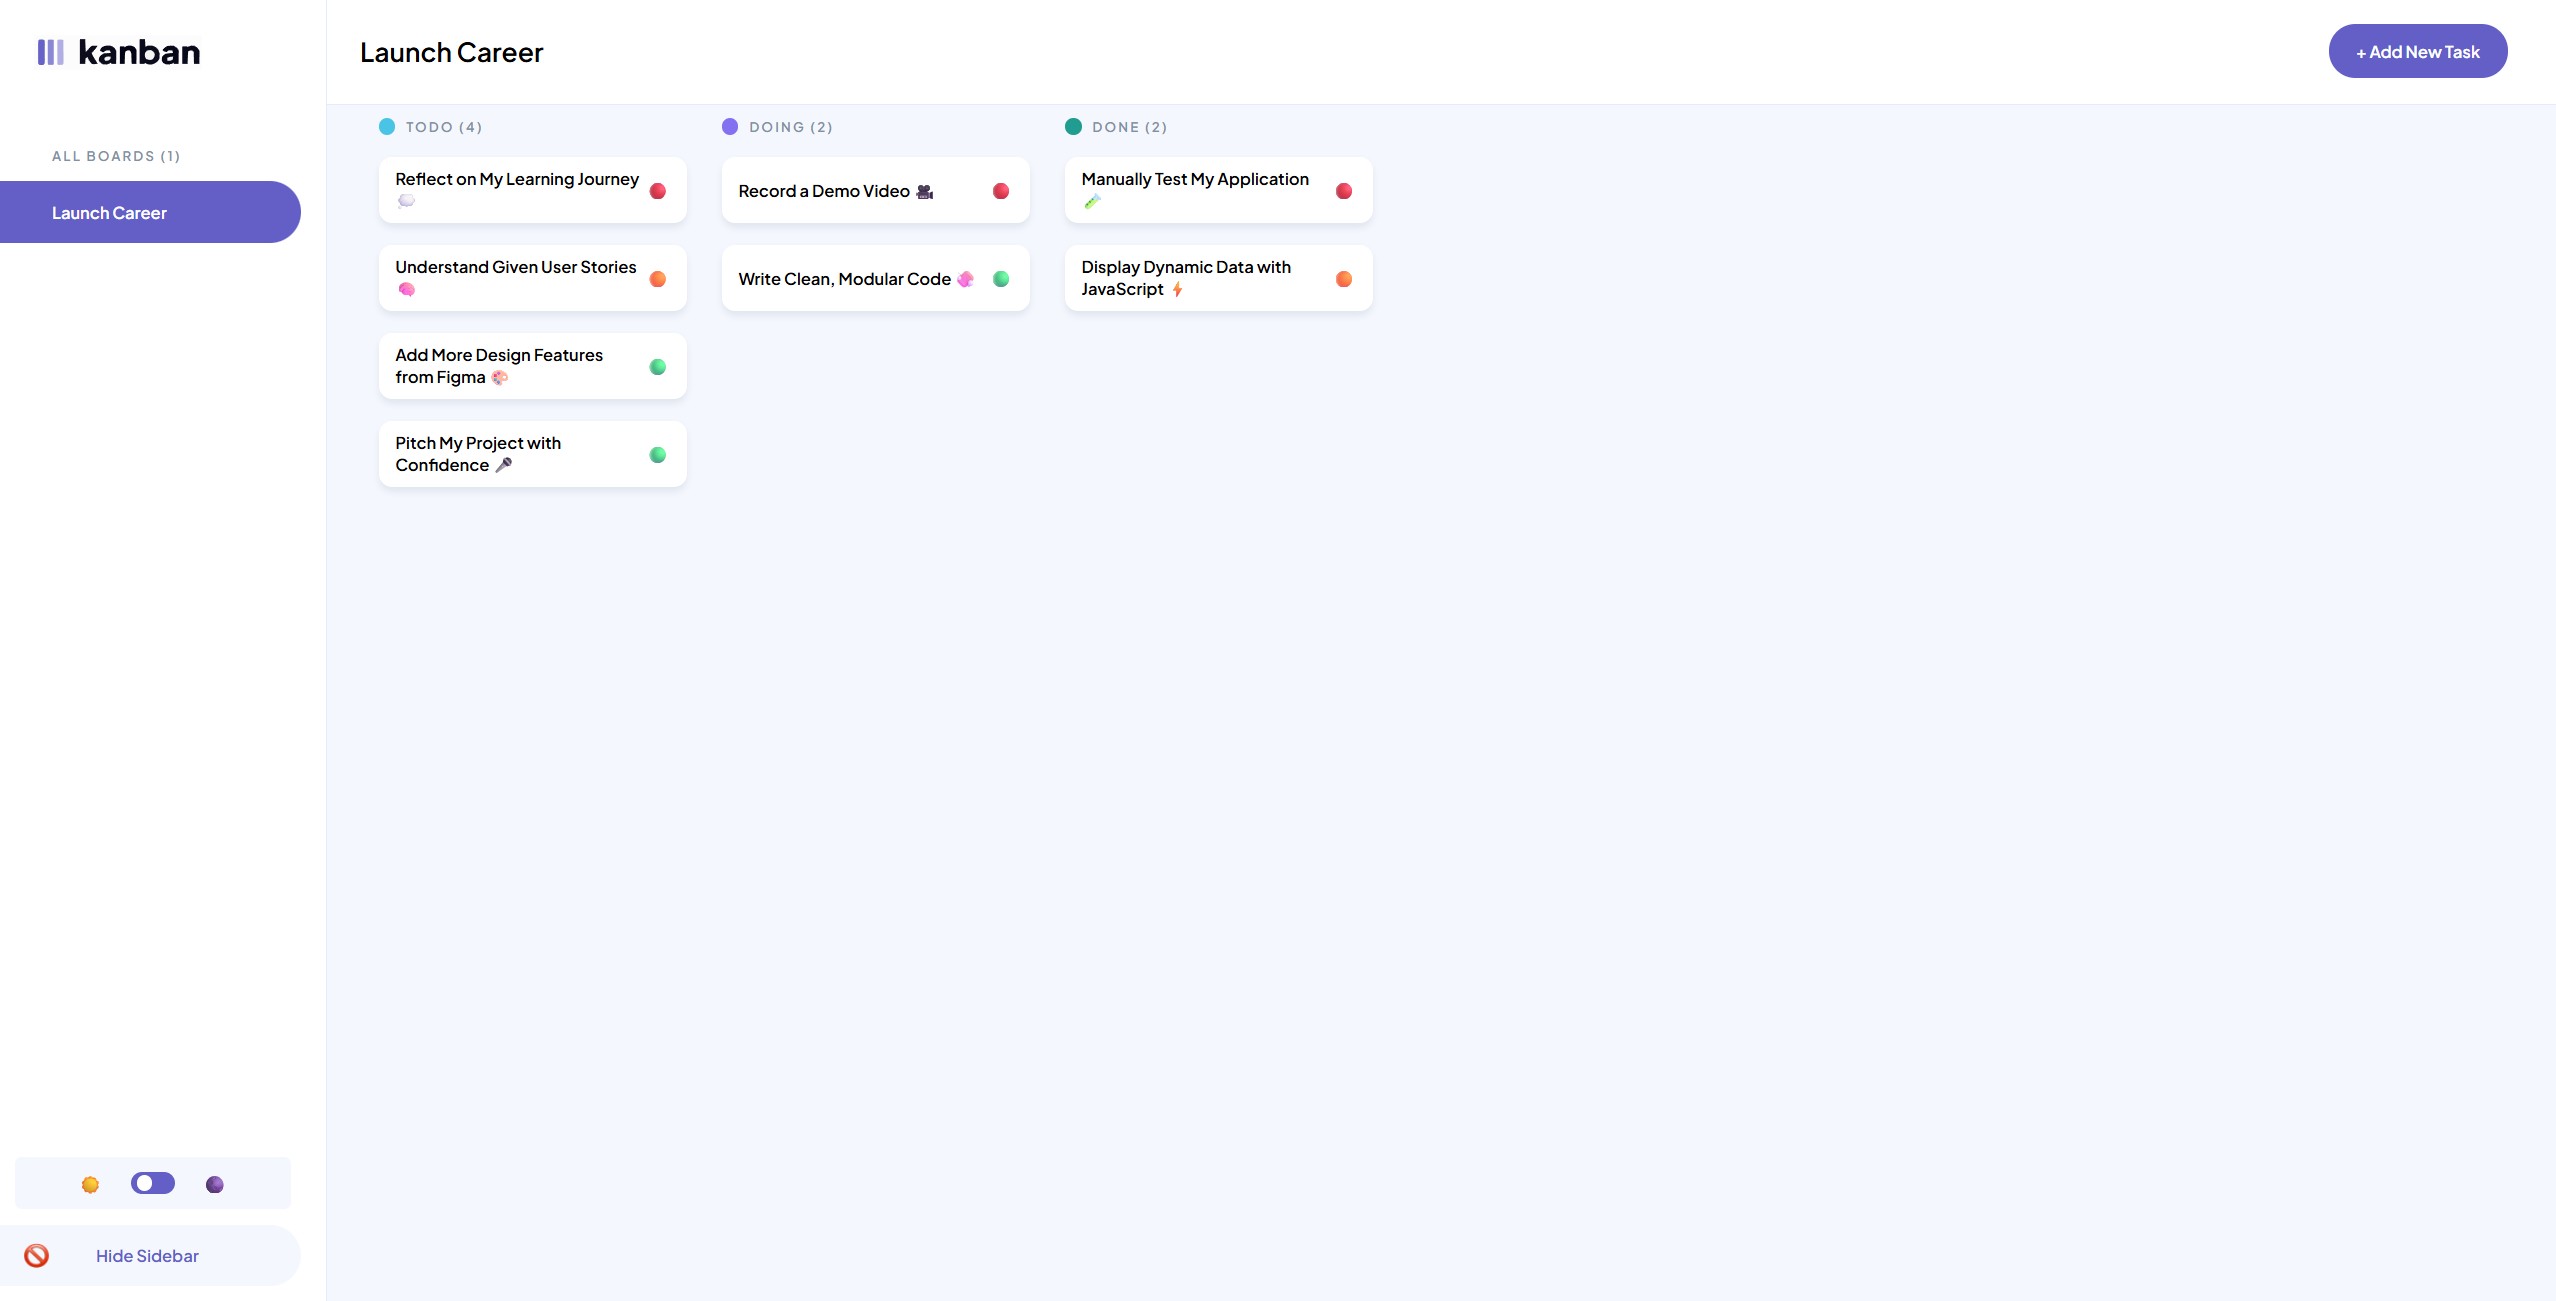 kanban
Launch Career
+ Add New Task
ALL BOARDS (1)
Launch Career
TODO (4)
Reflect on My Learning Journey
💭
Understand Given User Stories
🧠
Add More Design Features
from Figma 🎨
Pitch My Project with
Confidence 🎤
DOING (2)
Record a Demo Video 🎥
Write Clean, Modular Code 🧩
DONE (2)
Manually Test My Application
🧪
Display Dynamic Data with
JavaScript ⚡
Hide Sidebar